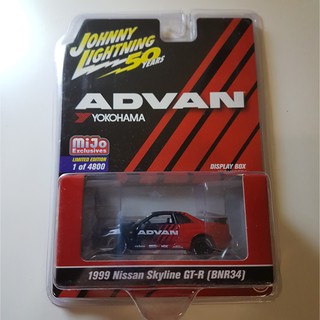 JOHNNY
LIGHTNING
50
YEARS
ADVAN
YOKOHAMA
MiJo
Exclusives
LIMITED EDITION
1 of 4800
DISPLAY BOX
ADVAN
1999 Nissan Skyline GT-R (BNR34)